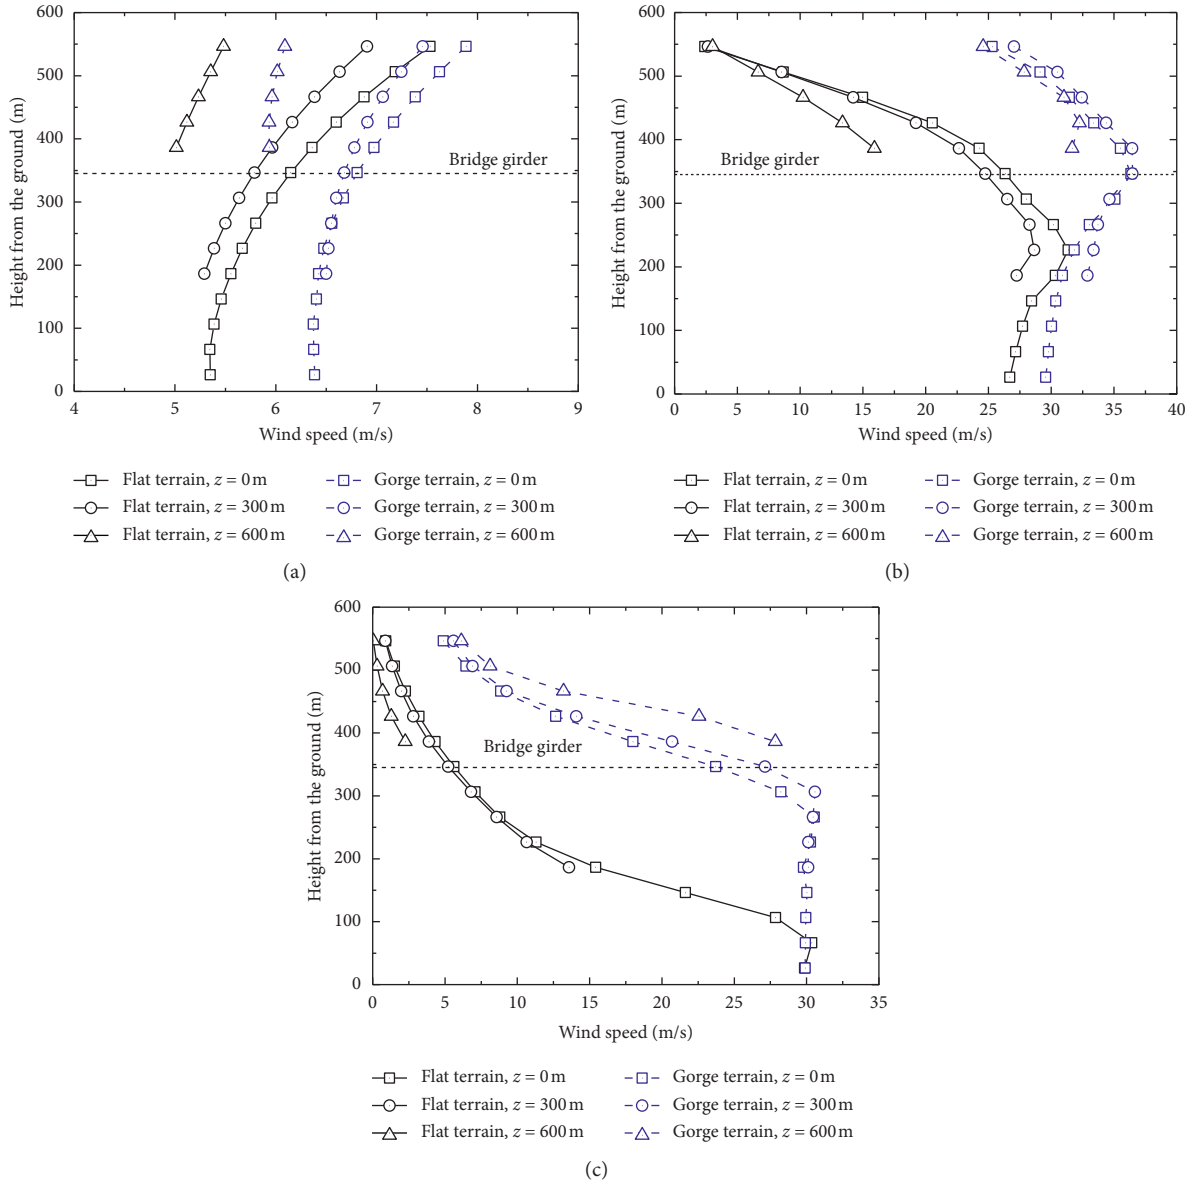 600
500
400
300
200
100
0
Height from the ground (m)
Bridge girder
4 5 6 7 8 9
Wind speed (m/s)
Flat terrain, z = 0 m
Flat terrain, z = 300 m
Flat terrain, z = 600 m
Gorge terrain, z = 0 m
Gorge terrain, z = 300 m
Gorge terrain, z = 600 m
(a)
600
500
400
300
200
100
0
Height from the ground (m)
Bridge girder
0 5 10 15 20 25 30 35 40
Wind speed (m/s)
Flat terrain, z = 0 m
Flat terrain, z = 300 m
Flat terrain, z = 600 m
Gorge terrain, z = 0 m
Gorge terrain, z = 300 m
Gorge terrain, z = 600 m
(b)
600
500
400
300
200
100
0
Height from the ground (m)
Bridge girder
0 5 10 15 20 25 30 35
Wind speed (m/s)
Flat terrain, z = 0 m
Flat terrain, z = 300 m
Flat terrain, z = 600 m
Gorge terrain, z = 0 m
Gorge terrain, z = 300 m
Gorge terrain, z = 600 m
(c)